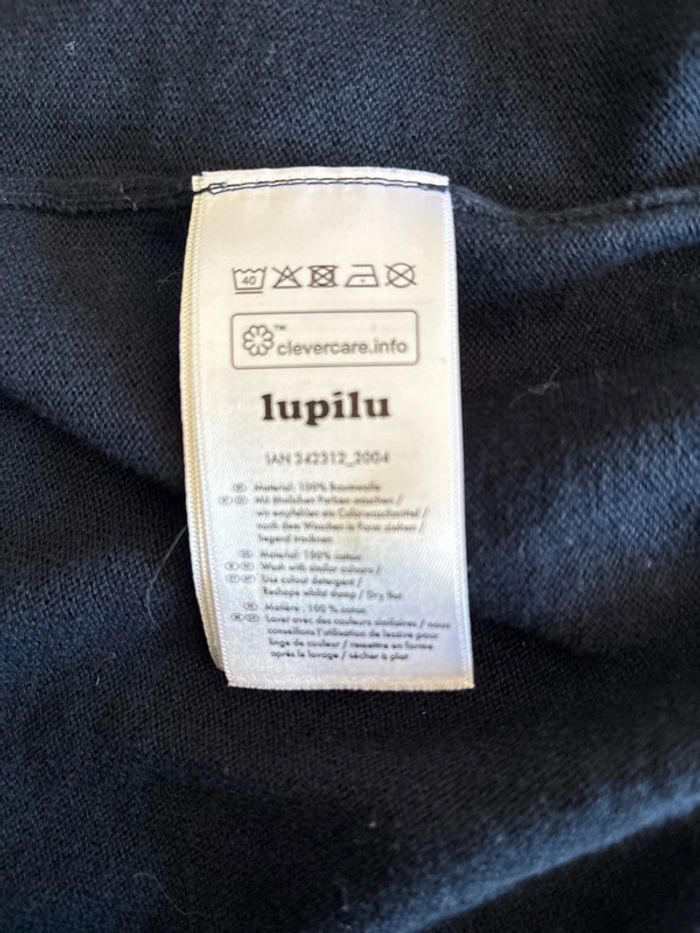 40
clevercare.info™
lupilu
IAN 342312_2004
Material: 100% Baumwolle
Mit ähnlichen Farben waschen /
wir empfehlen ein Colorwaschmittel /
nach dem Waschen in Form ziehen /
liegend trocknen
Material: 100% cotton
Wash with similar colours /
Use colour detergent /
Reshape whilst damp / Dry flat
Matière : 100 % coton
Laver avec des couleurs similaires / nous
conseillons l'utilisation de lessive pour
linge de couleur / remettre en forme
après le lavage / sécher à plat